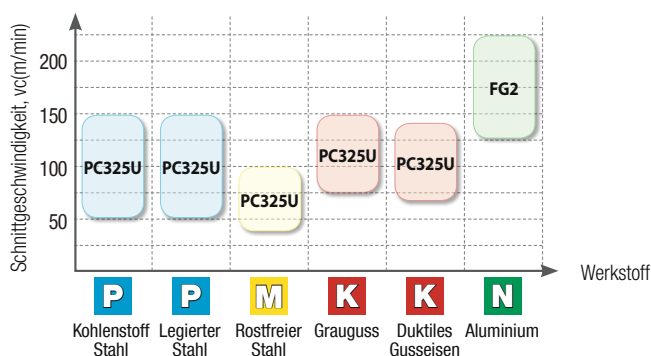 Schnittgeschwindigkeit, vc(m/min)
200
150
100
50
PC325U
PC325U
PC325U
PC325U
PC325U
FG2
Werkstoff
P
P
M
K
K
N
Kohlenstoff
Stahl
Legierter
Stahl
Rostfreier
Stahl
Grauguss
Duktiles
Gusseisen
Aluminium